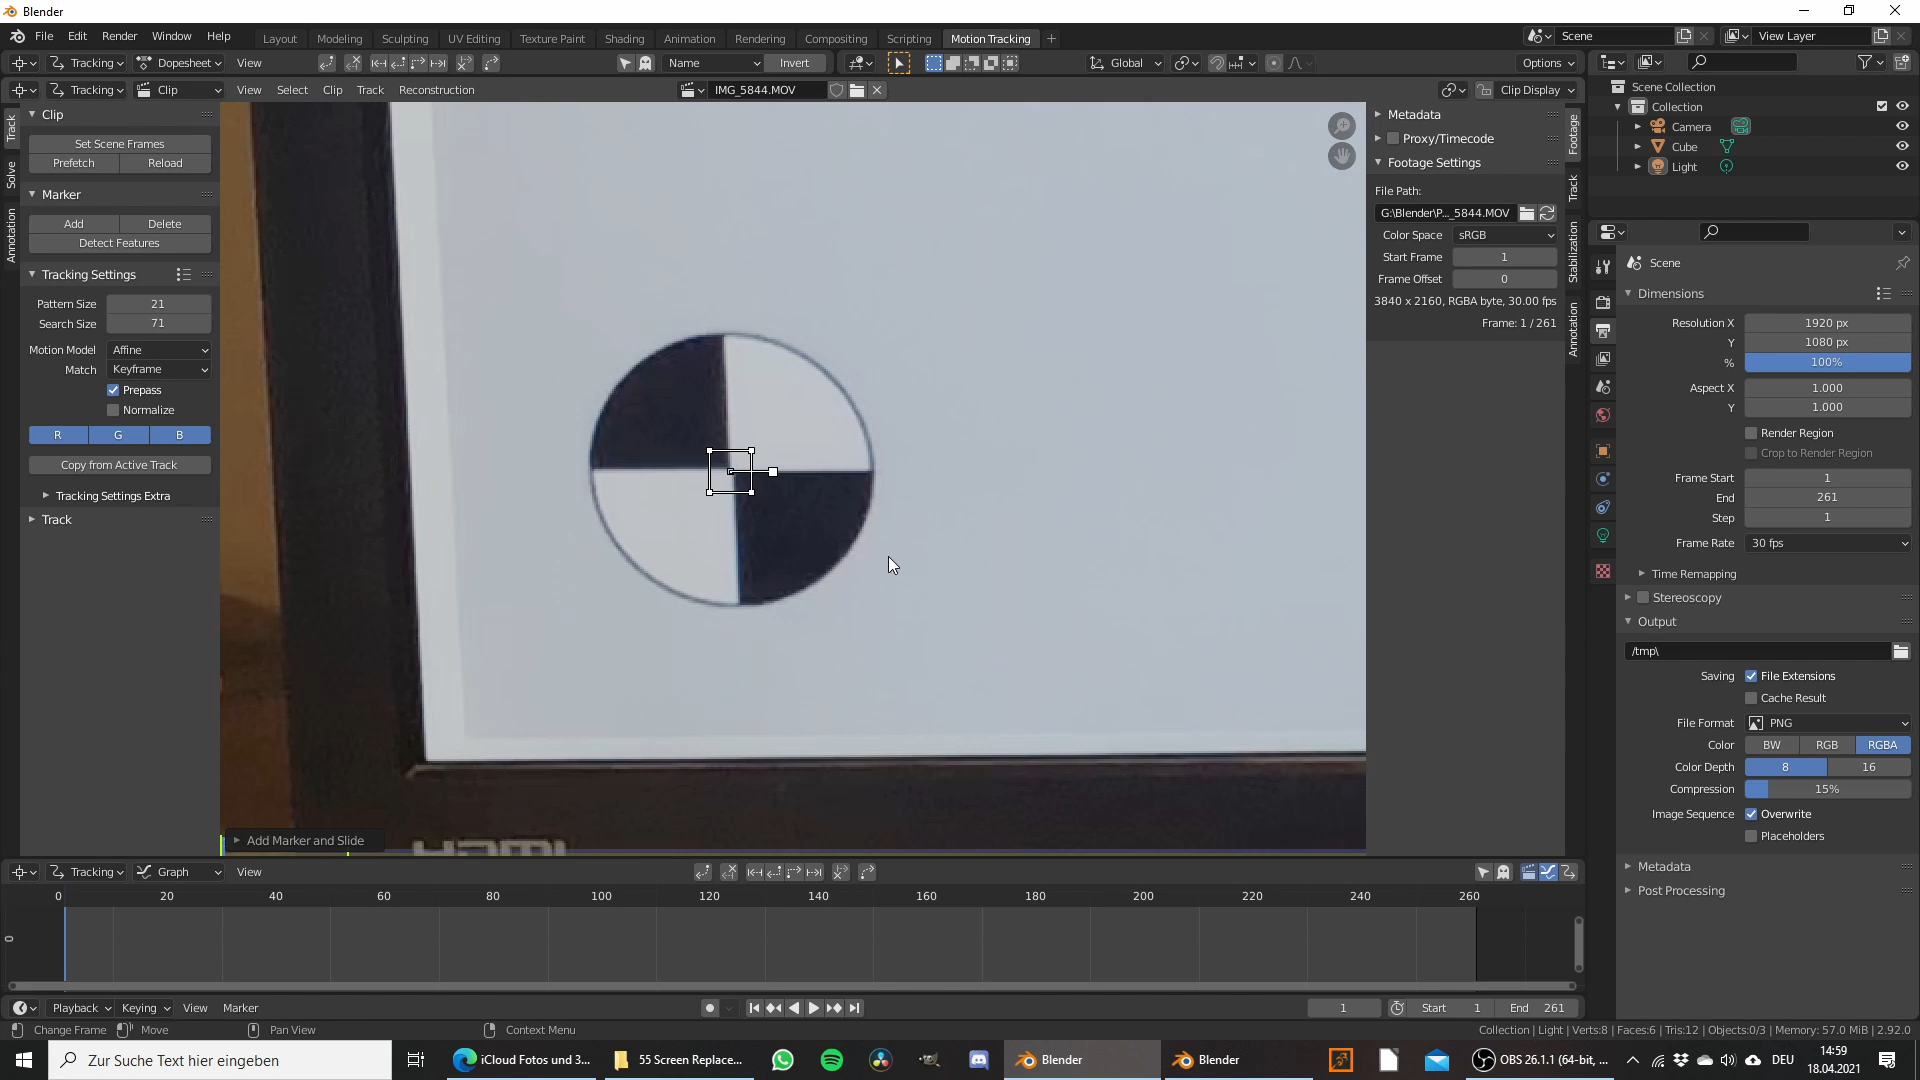 Blender
File Edit Render Window Help
Layout Modeling Sculpting UV Editing Texture Paint Shading Animation Rendering Compositing Scripting Motion Tracking +
Scene
View Layer
Tracking Dopesheet View
Name Invert
Global
Options
Tracking Clip View Select Clip Track Reconstruction
IMG_5844.MOV
Clip Display
Track
Solve
Annotation
Clip
Set Scene Frames
Prefetch Reload
Marker
Add Delete
Detect Features
Tracking Settings
Pattern Size 21
Search Size 71
Motion Model Affine
Match Keyframe
Prepass
Normalize
R G B
Copy from Active Track
Tracking Settings Extra
Track
Add Marker and Slide
Metadata
Proxy/Timecode
Footage Settings
File Path:
G:\Blender\P..._5844.MOV
Color Space sRGB
Start Frame 1
Frame Offset 0
3840 x 2160, RGBA byte, 30.00 fps
Frame: 1 / 261
Footage
Track
Stabilization
Annotation
Scene Collection
Collection
Camera
Cube
Light
Scene
Dimensions
Resolution X 1920 px
Y 1080 px
% 100%
Aspect X 1.000
Y 1.000
Render Region
Crop to Render Region
Frame Start 1
End 261
Step 1
Frame Rate 30 fps
Time Remapping
Stereoscopy
Output
/tmp\
Saving File Extensions
Cache Result
File Format PNG
Color BW RGB RGBA
Color Depth 8 16
Compression 15%
Image Sequence Overwrite
Placeholders
Metadata
Post Processing
Tracking Graph View
0 20 40 60 80 100 120 140 160 180 200 220 240 260
0
Playback Keying View Marker
1 Start 1 End 261
Change Frame Move Pan View Context Menu
Collection | Light | Verts:8 | Faces:6 | Tris:12 | Objects:0/3 | Memory: 57.0 MiB | 2.92.0
Zur Suche Text hier eingeben
iCloud Fotos und 3...
55 Screen Replace...
Blender
Blender
OBS 26.1.1 (64-bit, ...
DEU
14:59
18.04.2021